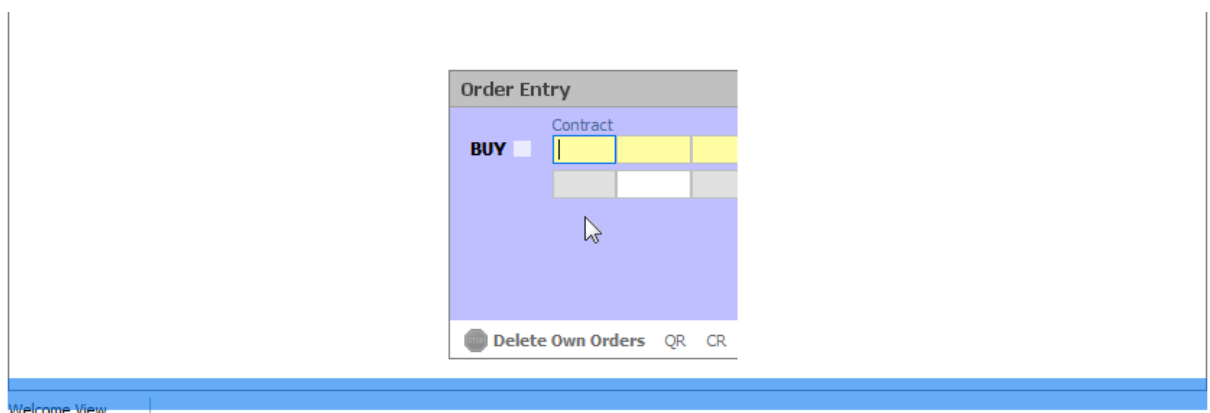 Order Entry
Contract
BUY
Delete Own Orders QR CR
Welcome View